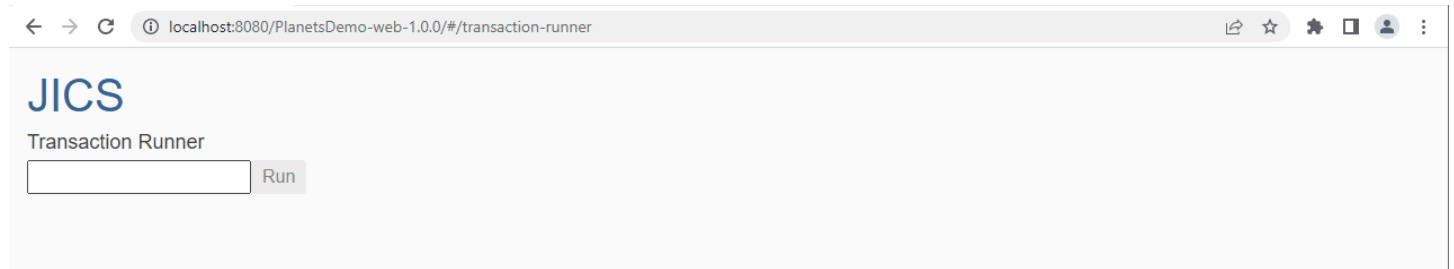 localhost:8080/PlanetsDemo-web-1.0.0/#/transaction-runner
JICS
Transaction Runner
Run